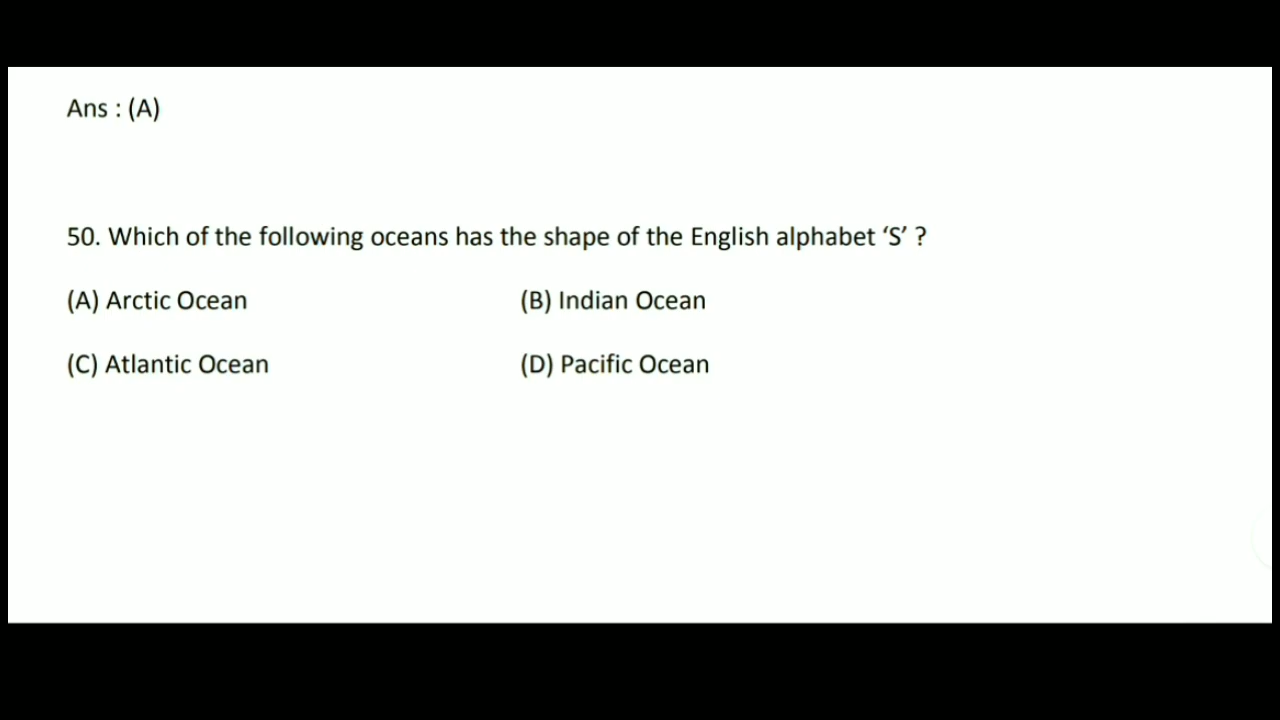 Ans : (A)
50. Which of the following oceans has the shape of the English alphabet ‘S’ ?
(A) Arctic Ocean (B) Indian Ocean
(C) Atlantic Ocean (D) Pacific Ocean